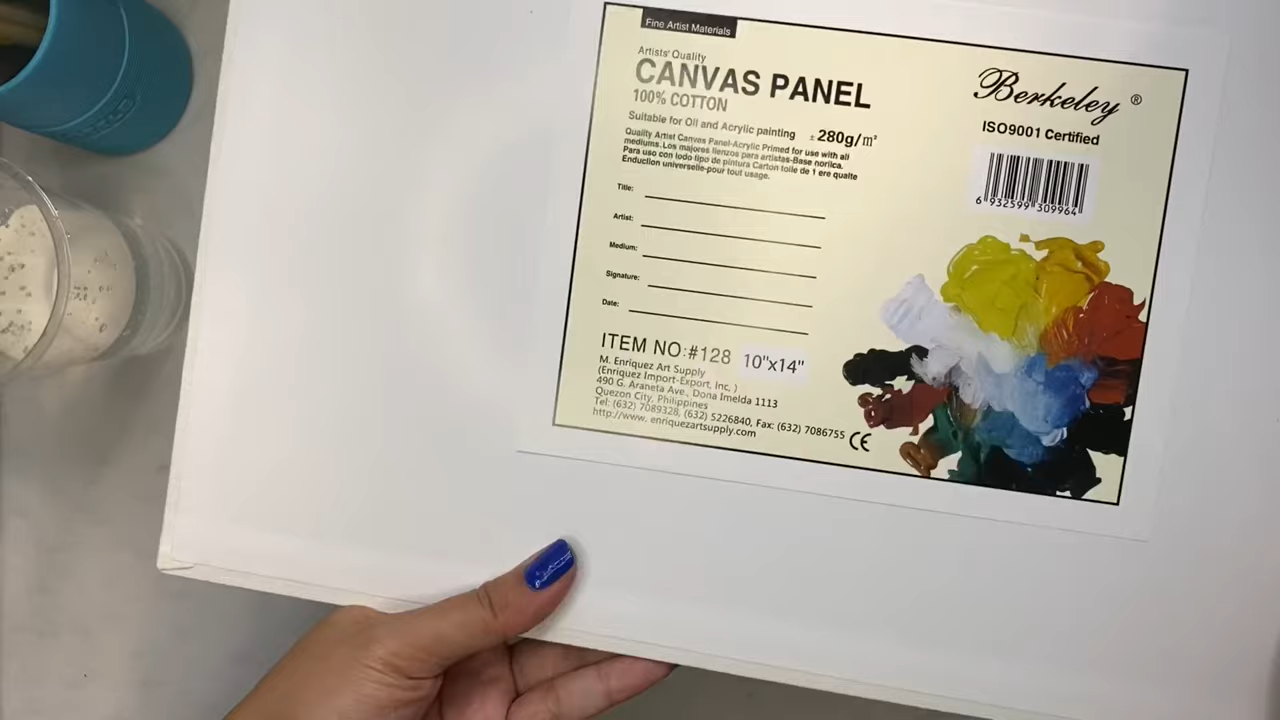 Fine Artist Materials
Artists' Quality
CANVAS PANEL
100% COTTON
Suitable for Oil and Acrylic painting ± 280g/m²
Quality Artist Canvas Panel-Acrylic Primed for use with all
mediums.Los majores lienzos para artistas-Base norilca.
Para uso con lodo tipo de pintura Carton toile de 1 ere qualte
Enduction universelle-pour tout usage.
Title:
Artist:
Medium:
Signature:
Date:
ITEM NO:#128 10"x14"
M. Enriquez Art Supply
(Enriquez Import-Export, Inc, )
490 G. Araneta Ave., Dona Imelda 1113
Quezon City, Philippines
Tel: (632) 7089328, (632) 5226840, Fax: (632) 7086755
http://www. enriquezartsupply.com
CE
Berkeley ®
ISO9001 Certified
6 932599 309964